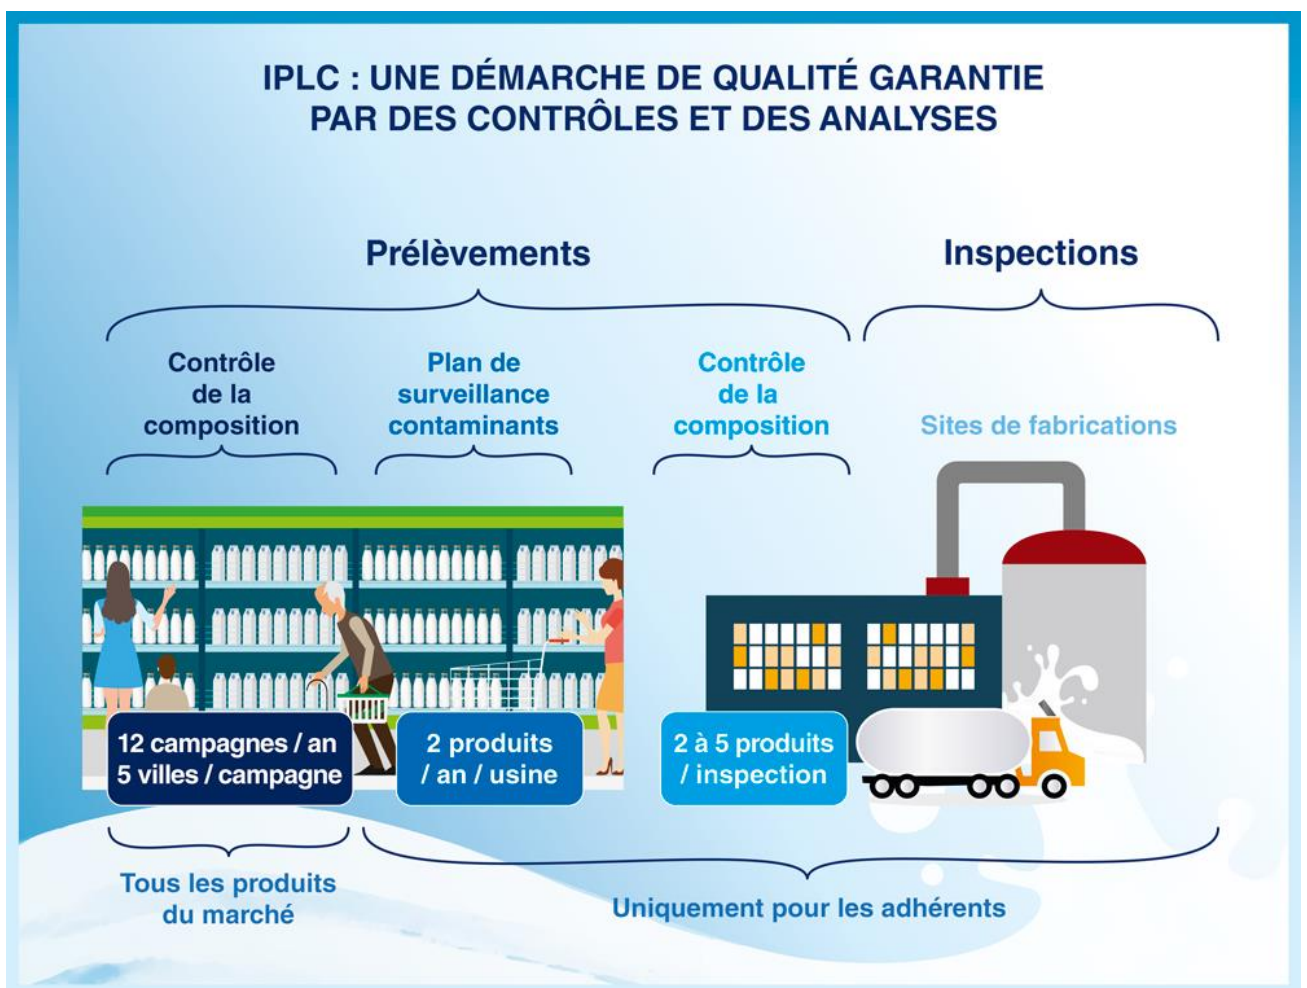 IPLC : UNE DÉMARCHE DE QUALITÉ GARANTIE
PAR DES CONTRÔLES ET DES ANALYSES
Prélèvements
Inspections
Contrôle
de la
composition
Plan de
surveillance
contaminants
Contrôle
de la
composition
Sites de fabrications
12 campagnes / an
5 villes / campagne
2 produits
/ an / usine
2 à 5 produits
/ inspection
Tous les produits
du marché
Uniquement pour les adhérents